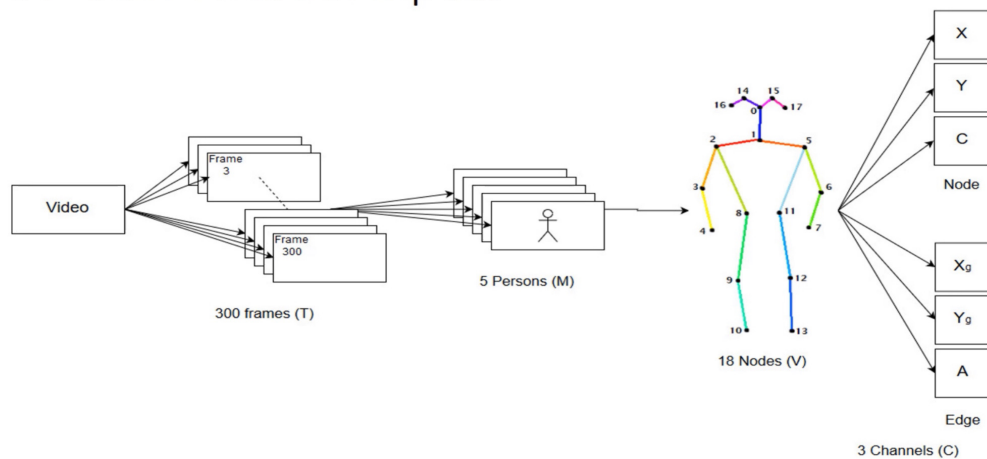 Video
Frame
3
Frame
300
300 frames (T)
5 Persons (M)
14
15
16
0
17
1
2
5
3
6
4
7
8
11
9
12
10
13
18 Nodes (V)
X
Y
C
Node
Xg
Yg
A
Edge
3 Channels (C)